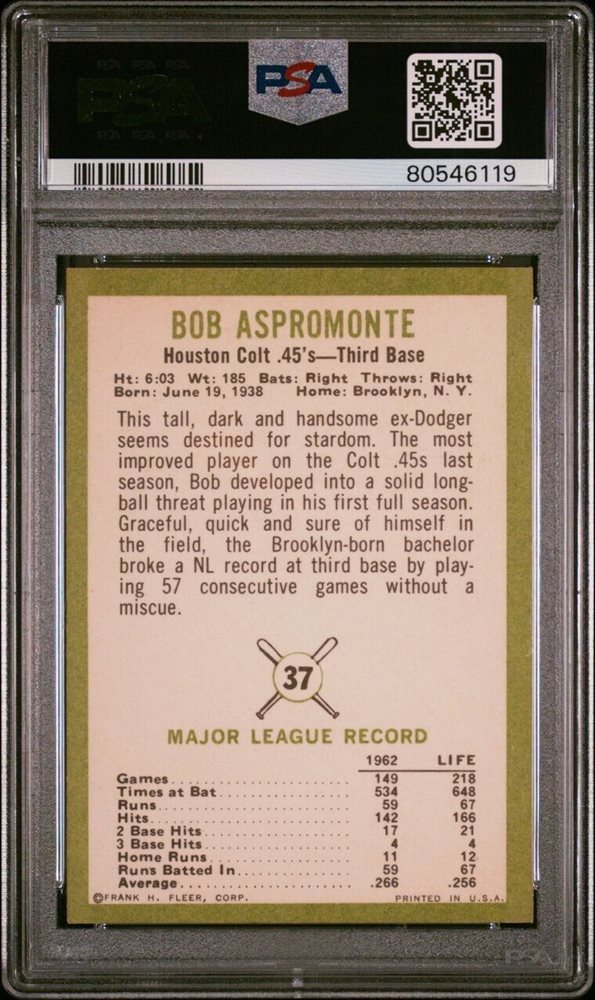 PSA
80546119
BOB ASPROMONTE
Houston Colt .45's—Third Base
Ht: 6:03 Wt: 185 Bats: Right Throws: Right
Born: June 19, 1938 Home: Brooklyn, N. Y.
This tall, dark and handsome ex-Dodger
seems destined for stardom. The most
improved player on the Colt .45s last
season, Bob developed into a solid long-
ball threat playing in his first full season.
Graceful, quick and sure of himself in
the field, the Brooklyn-born bachelor
broke a NL record at third base by play-
ing 57 consecutive games without a
miscue.
37
MAJOR LEAGUE RECORD
1962 LIFE
Games 149 218
Times at Bat 534 648
Runs 59 67
Hits 142 166
2 Base Hits 17 21
3 Base Hits 4 4
Home Runs 11 12
Runs Batted In 59 67
Average .266 .256
©FRANK H. FLEER, CORP. PRINTED IN U.S.A.
PSA